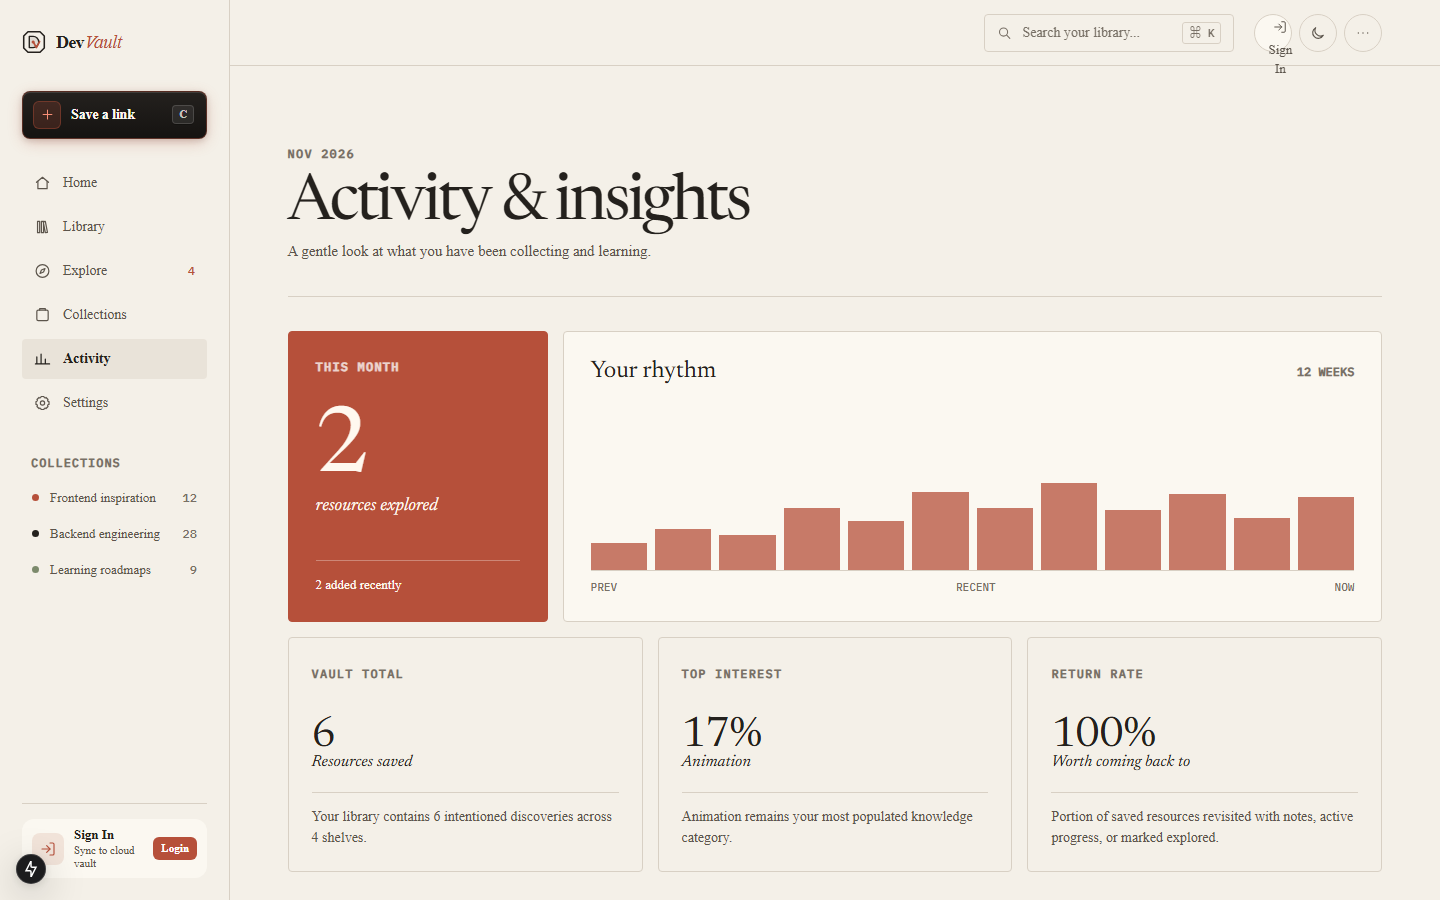 DevVault
Search your library...
⌘ K
Sign
In
...
Save a link
C
Home
Library
Explore
4
Collections
Activity
Settings
COLLECTIONS
Frontend inspiration
12
Backend engineering
28
Learning roadmaps
9
Sign In
Sync to cloud
vault
Login
NOV 2026
Activity & insights
A gentle look at what you have been collecting and learning.
THIS MONTH
2
resources explored
2 added recently
Your rhythm
12 WEEKS
PREV
RECENT
NOW
VAULT TOTAL
6
Resources saved
Your library contains 6 intentioned discoveries across
4 shelves.
TOP INTEREST
17%
Animation
Animation remains your most populated knowledge
category.
RETURN RATE
100%
Worth coming back to
Portion of saved resources revisited with notes, active
progress, or marked explored.